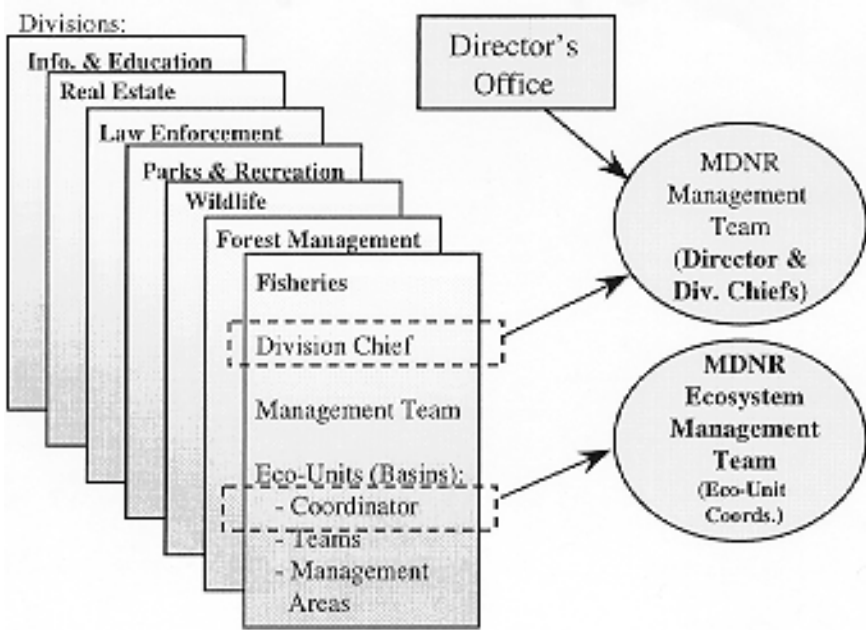 Divisions:
Info. & Education
Real Estate
Law Enforcement
Parks & Recreation
Wildlife
Forest Management
Fisheries
Division Chief
Management Team
Eco-Units (Basins):
- Coordinator
- Teams
- Management
Areas
Director's
Office
MDNR
Management
Team
(Director &
Div. Chiefs)
MDNR
Ecosystem
Management
Team
(Eco-Unit
Coords.)